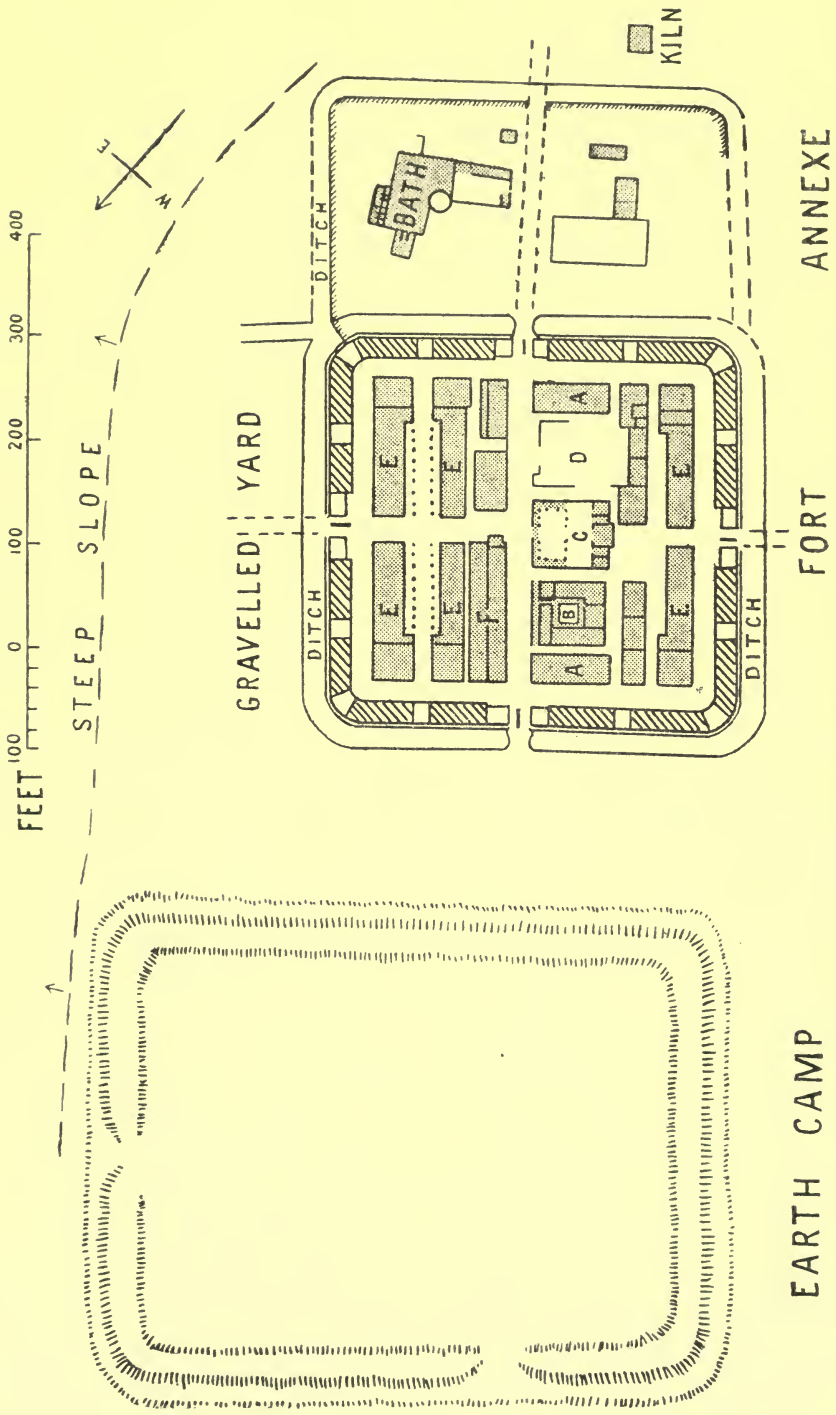 FEET 100 0 100 200 300 400
STEEP SLOPE
E
W
GRAVELLED YARD
DITCH
DITCH
BATH
E
E
E
E
F
A
D
A
C
B
E
E
DITCH
KILN
EARTH CAMP
FORT
ANNEXE